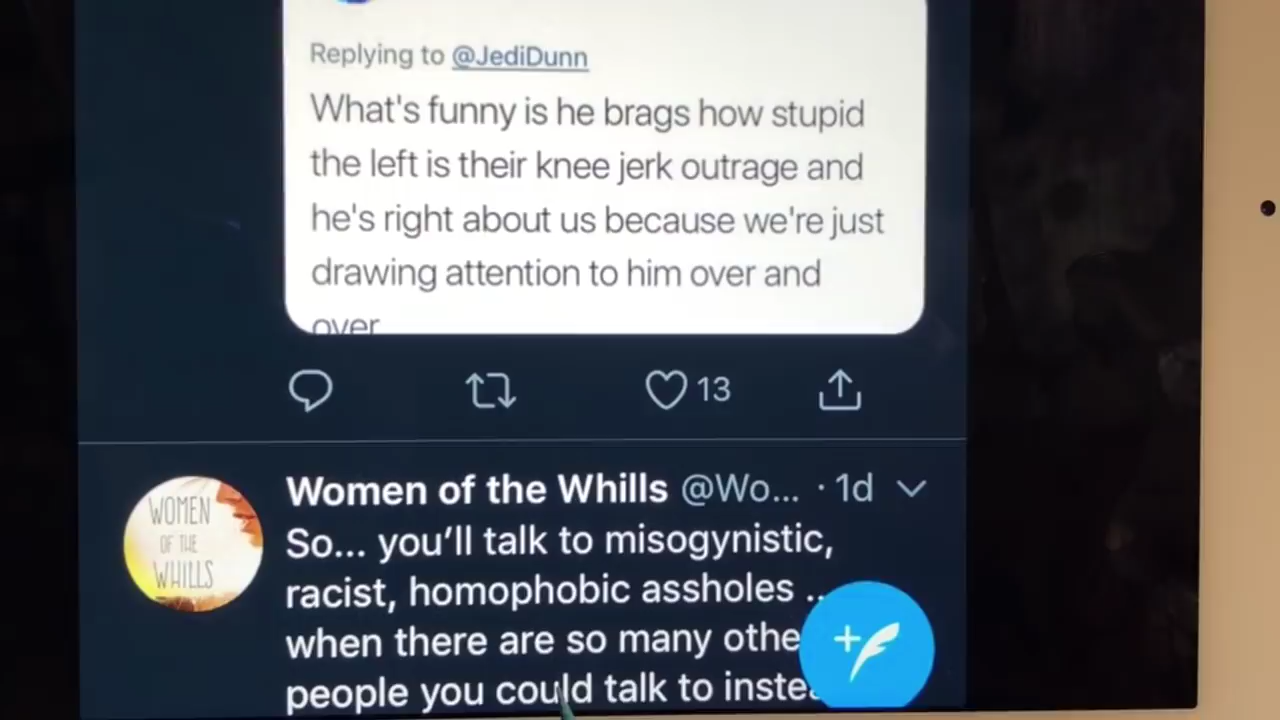 Replying to @JediDunn
What's funny is he brags how stupid
the left is their knee jerk outrage and
he's right about us because we're just
drawing attention to him over and
over
13
Women of the Whills @Wo... · 1d
WOMEN
OF THE
WHILLS
So... you'll talk to misogynistic,
racist, homophobic assholes ..
when there are so many othe
people you could talk to inste